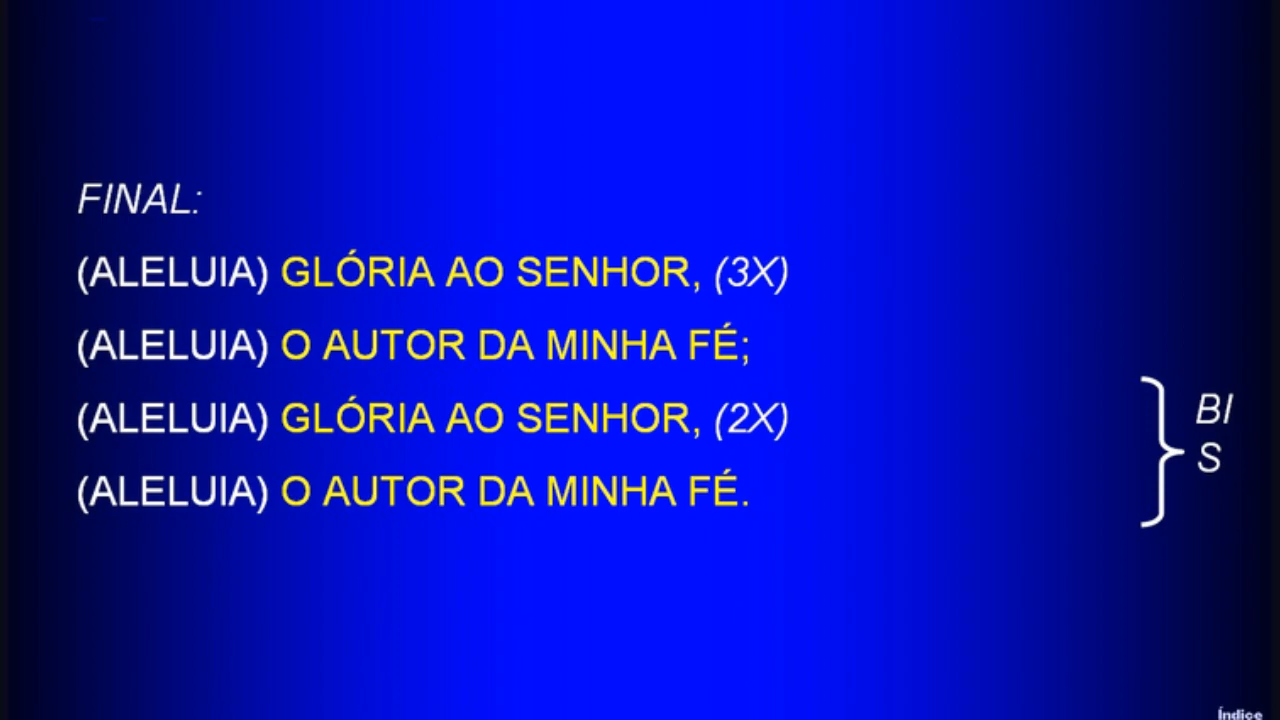 FINAL:
(ALELUIA) GLÓRIA AO SENHOR, (3X)
(ALELUIA) O AUTOR DA MINHA FÉ;
(ALELUIA) GLÓRIA AO SENHOR, (2X)
(ALELUIA) O AUTOR DA MINHA FÉ.
BI
S
Índice